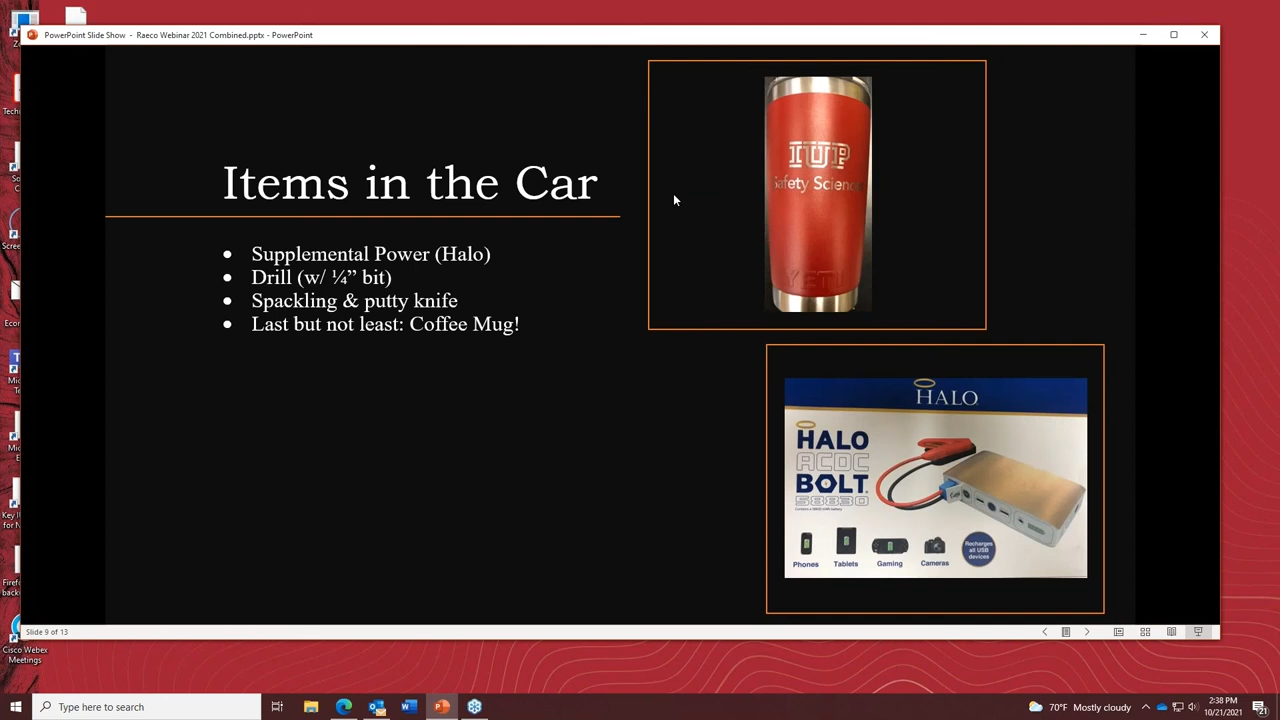 PowerPoint Slide Show - Raeco Webinar 2021 Combined.pptx - PowerPoint
Items in the Car
• Supplemental Power (Halo)
• Drill (w/ ¼” bit)
• Spackling & putty knife
• Last but not least: Coffee Mug!
IUP
Safety Science
YETI
HALO
HALO
ACDC
BOLT
58830
Phones
Tablets
Gaming
Cameras
Recharges
all USB
devices
Slide 9 of 13
Cisco Webex
Meetings
Type here to search
70°F Mostly cloudy
2:38 PM
10/21/2021
21